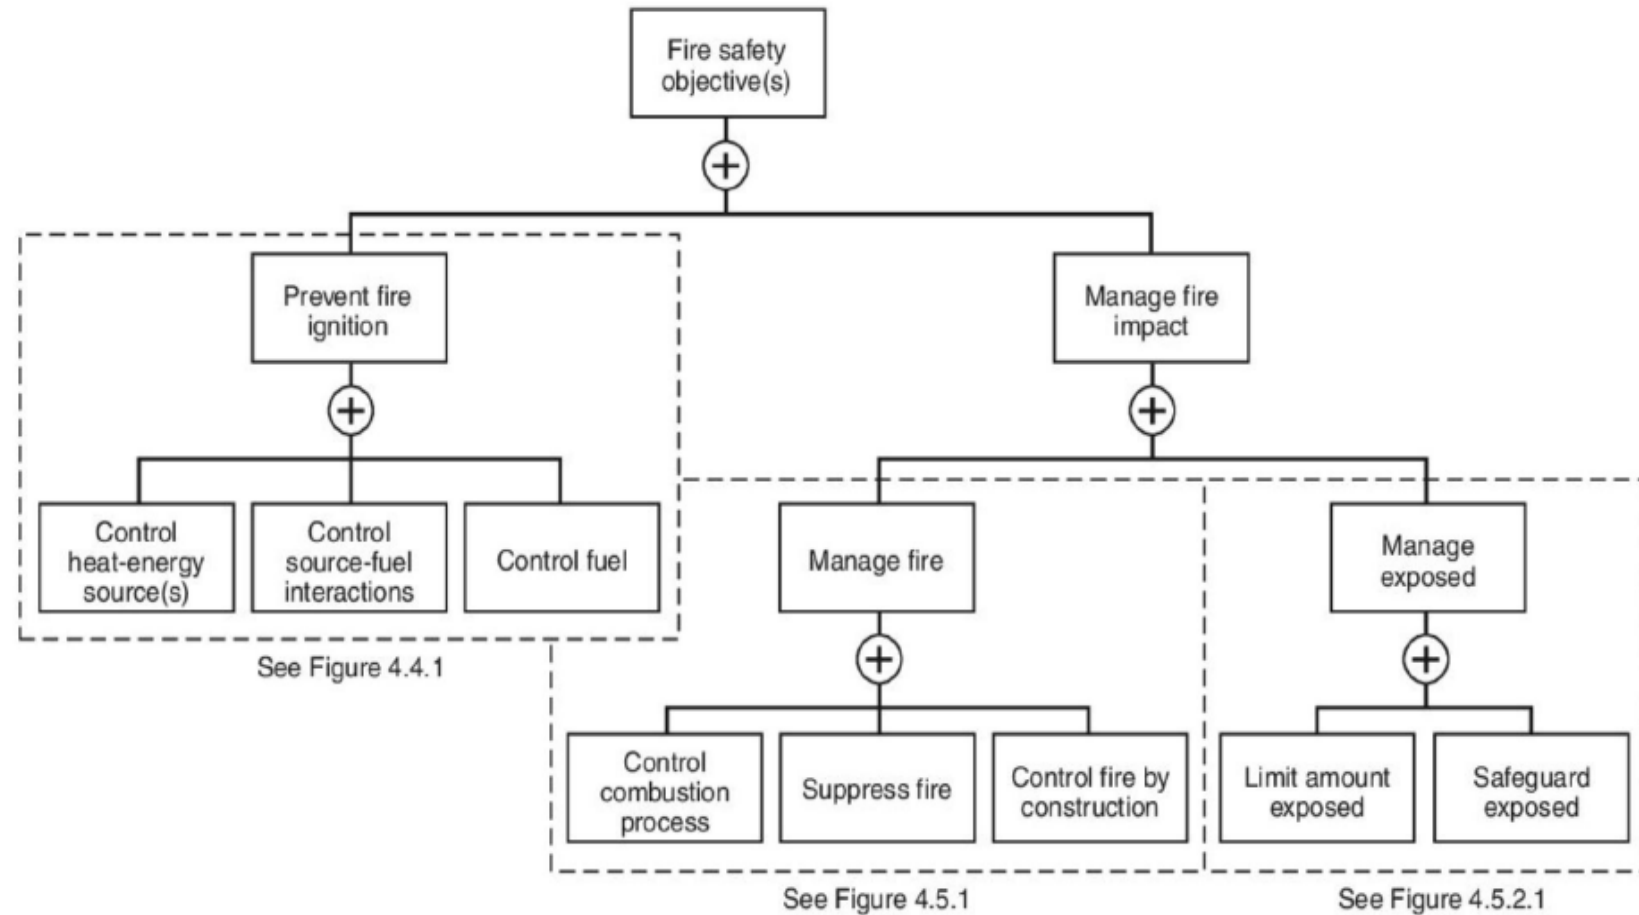 Fire safety
objective(s)
+
Prevent fire
ignition
Manage fire
impact
+
+
Control
heat-energy
source(s)
Control
source-fuel
interactions
Control fuel
Manage fire
Manage
exposed
See Figure 4.4.1
+
+
Control
combustion
process
Suppress fire
Control fire by
construction
Limit amount
exposed
Safeguard
exposed
See Figure 4.5.1
See Figure 4.5.2.1